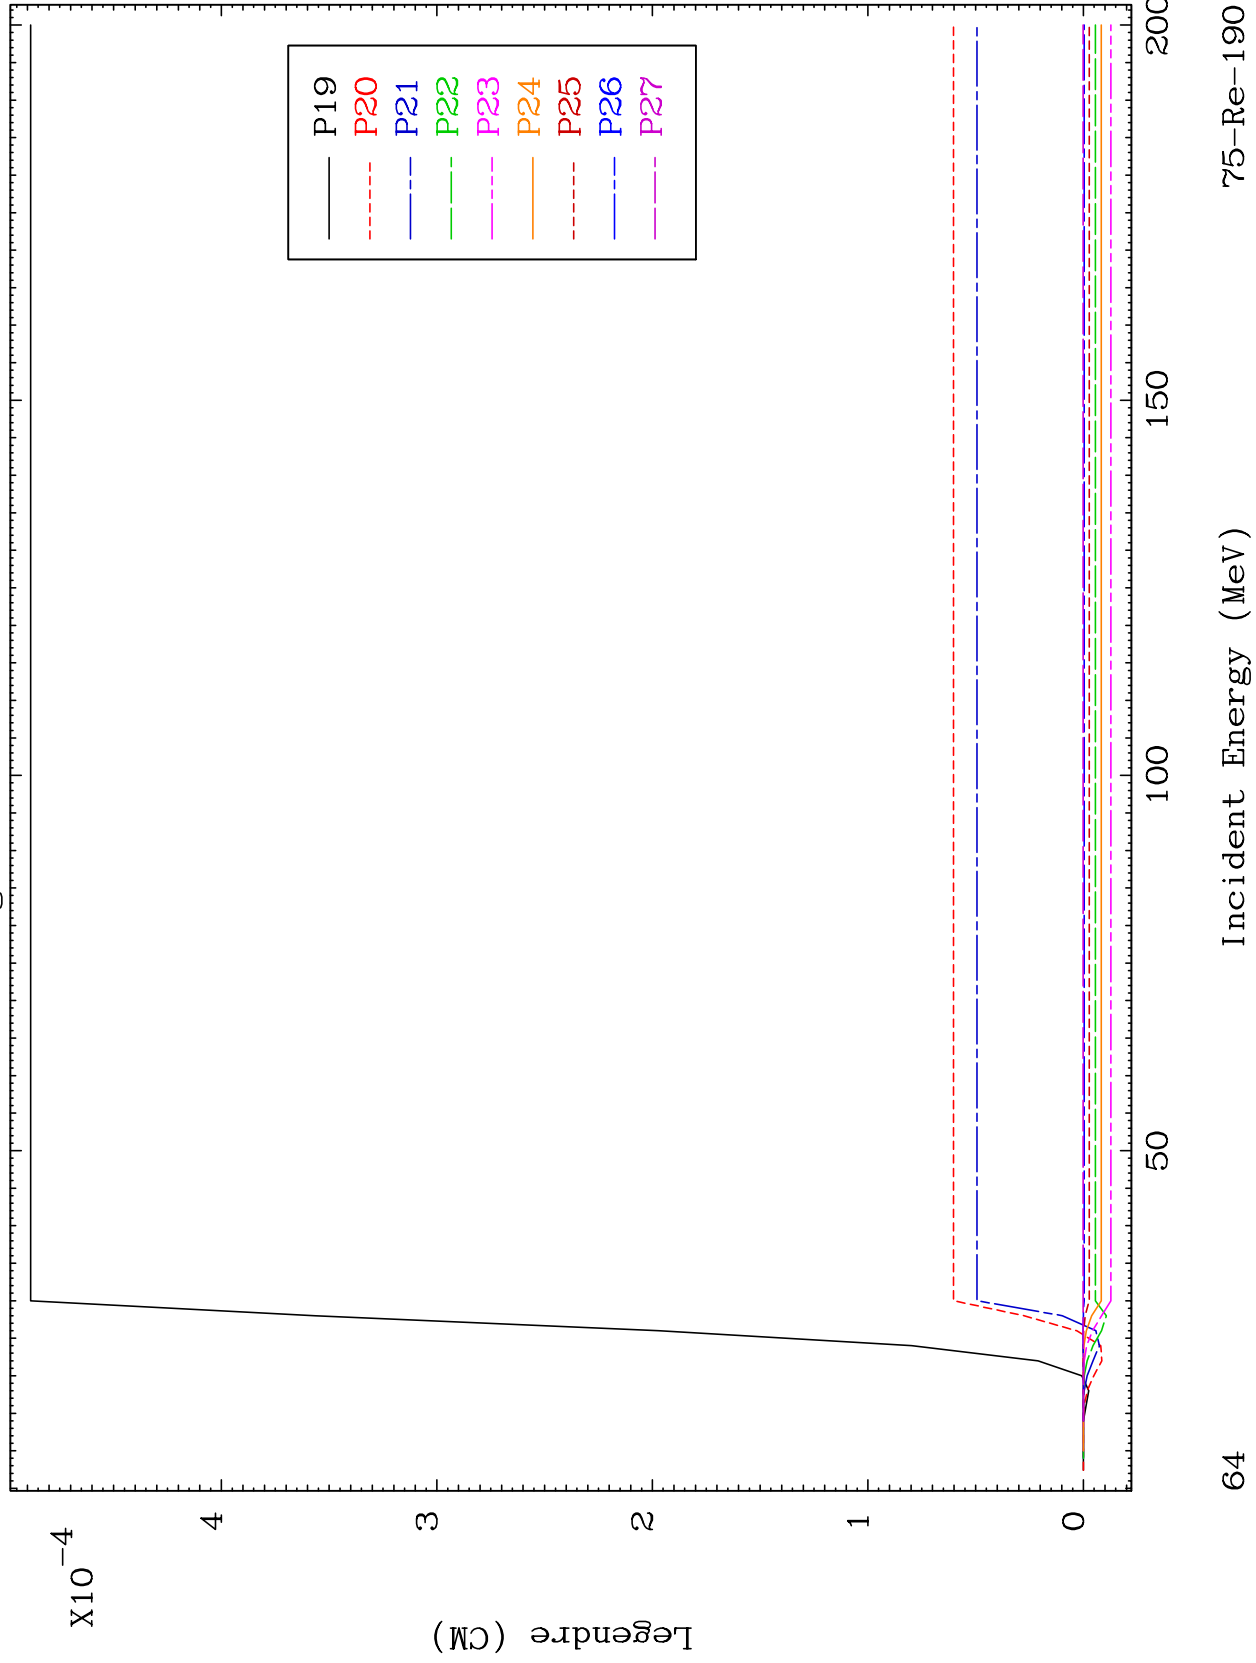 X10-4
4
3
2
1
0
Legendre (CM)
P19
P20
P21
P22
P23
P24
P25
P26
P27
50
100
150
200
Incident Energy (MeV)
64
75-Re-190